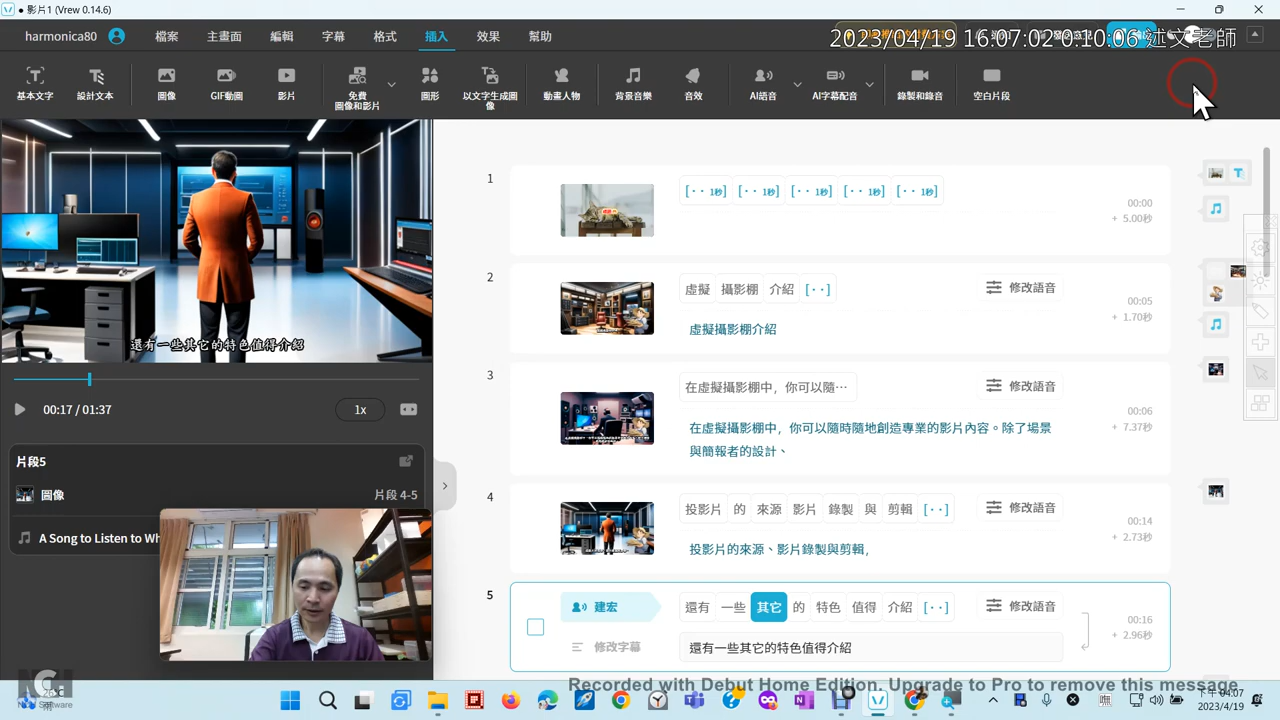 影片1 (Vrew 0.14.6)
harmonica80 檔案 主畫面 編輯 字幕 格式 插入 效果 幫助
2023/04/19 16:07:02 0:10:06 述文老師
基本文字 設計文本 圖像 GIF動圖 影片 免費圖像和影片 圖形 以文字生成圖像 動畫人物 背景音樂 音效 AI語音 AI字幕配音 錄製和錄音 空白片段
還有一些其它的特色值得介紹
00:17 / 01:37
1x
片段5
圖像
片段 4-5
A Song to Listen to Wh
1
[·· 1秒] [·· 1秒] [·· 1秒] [·· 1秒] [·· 1秒]
00:00
+ 5.00秒
2
虛擬 攝影棚 介紹 [··]
修改語音
虛擬攝影棚介紹
00:05
+ 1.70秒
3
在虛擬攝影棚中，你可以隨…
修改語音
在虛擬攝影棚中，你可以隨時隨地創造專業的影片內容。除了場景
與簡報者的設計、
00:06
+ 7.37秒
4
投影片 的 來源 影片 錄製 與 剪輯 [··]
修改語音
投影片的來源、影片錄製與剪輯，
00:14
+ 2.73秒
5
建宏
還有 一些 其它 的 特色 值得 介紹 [··]
修改語音
修改字幕
還有一些其它的特色值得介紹
00:16
+ 2.96秒
Recorded with Debut Home Edition. Upgrade to Pro to remove this message.
NCH Software
下午 04:07
2023/4/19